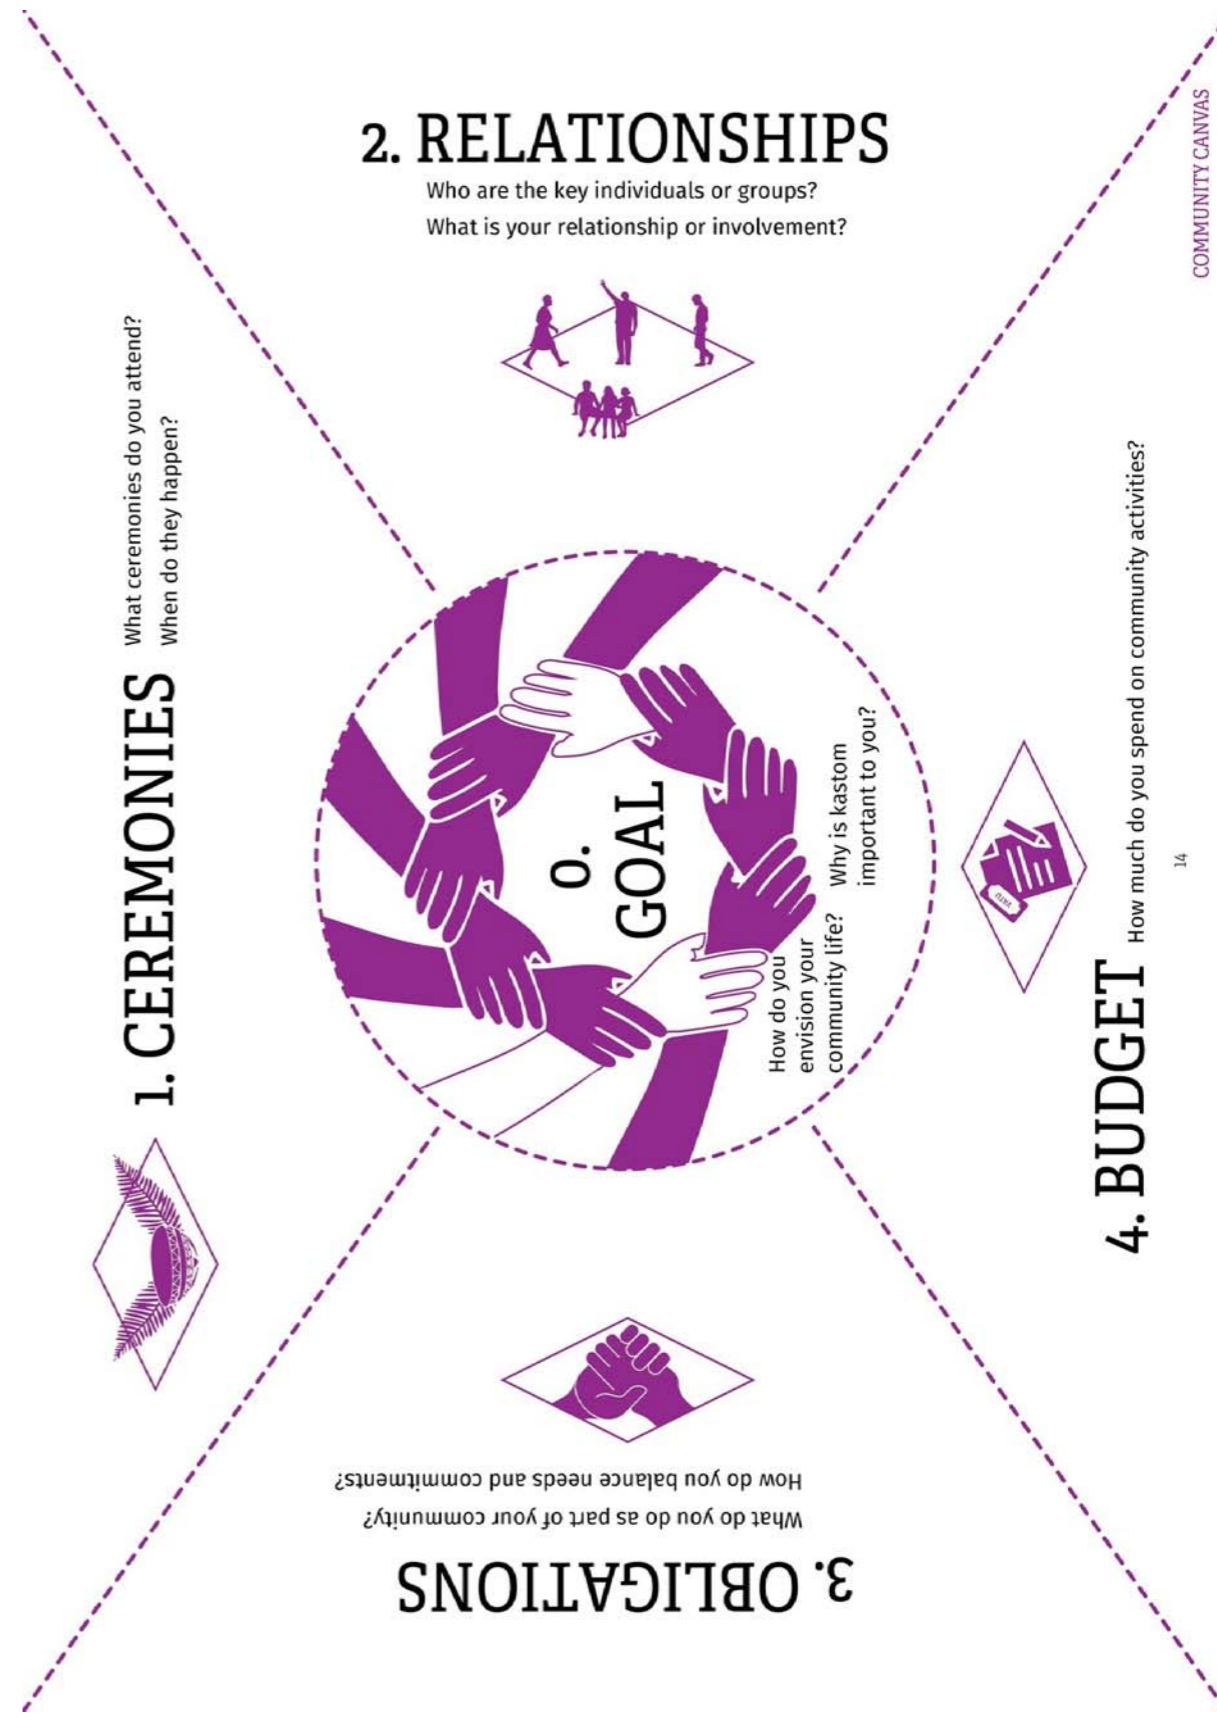 COMMUNITY CANVAS
0.
GOAL
How do you
envision your
community life?
Why is kastom
important to you?
1. CEREMONIES
What ceremonies do you attend?
When do they happen?
2. RELATIONSHIPS
Who are the key individuals or groups?
What is your relationship or involvement?
3. OBLIGATIONS
What do you do as part of your community?
How do you balance needs and commitments?
4. BUDGET
How much do you spend on community activities?
VATU
14